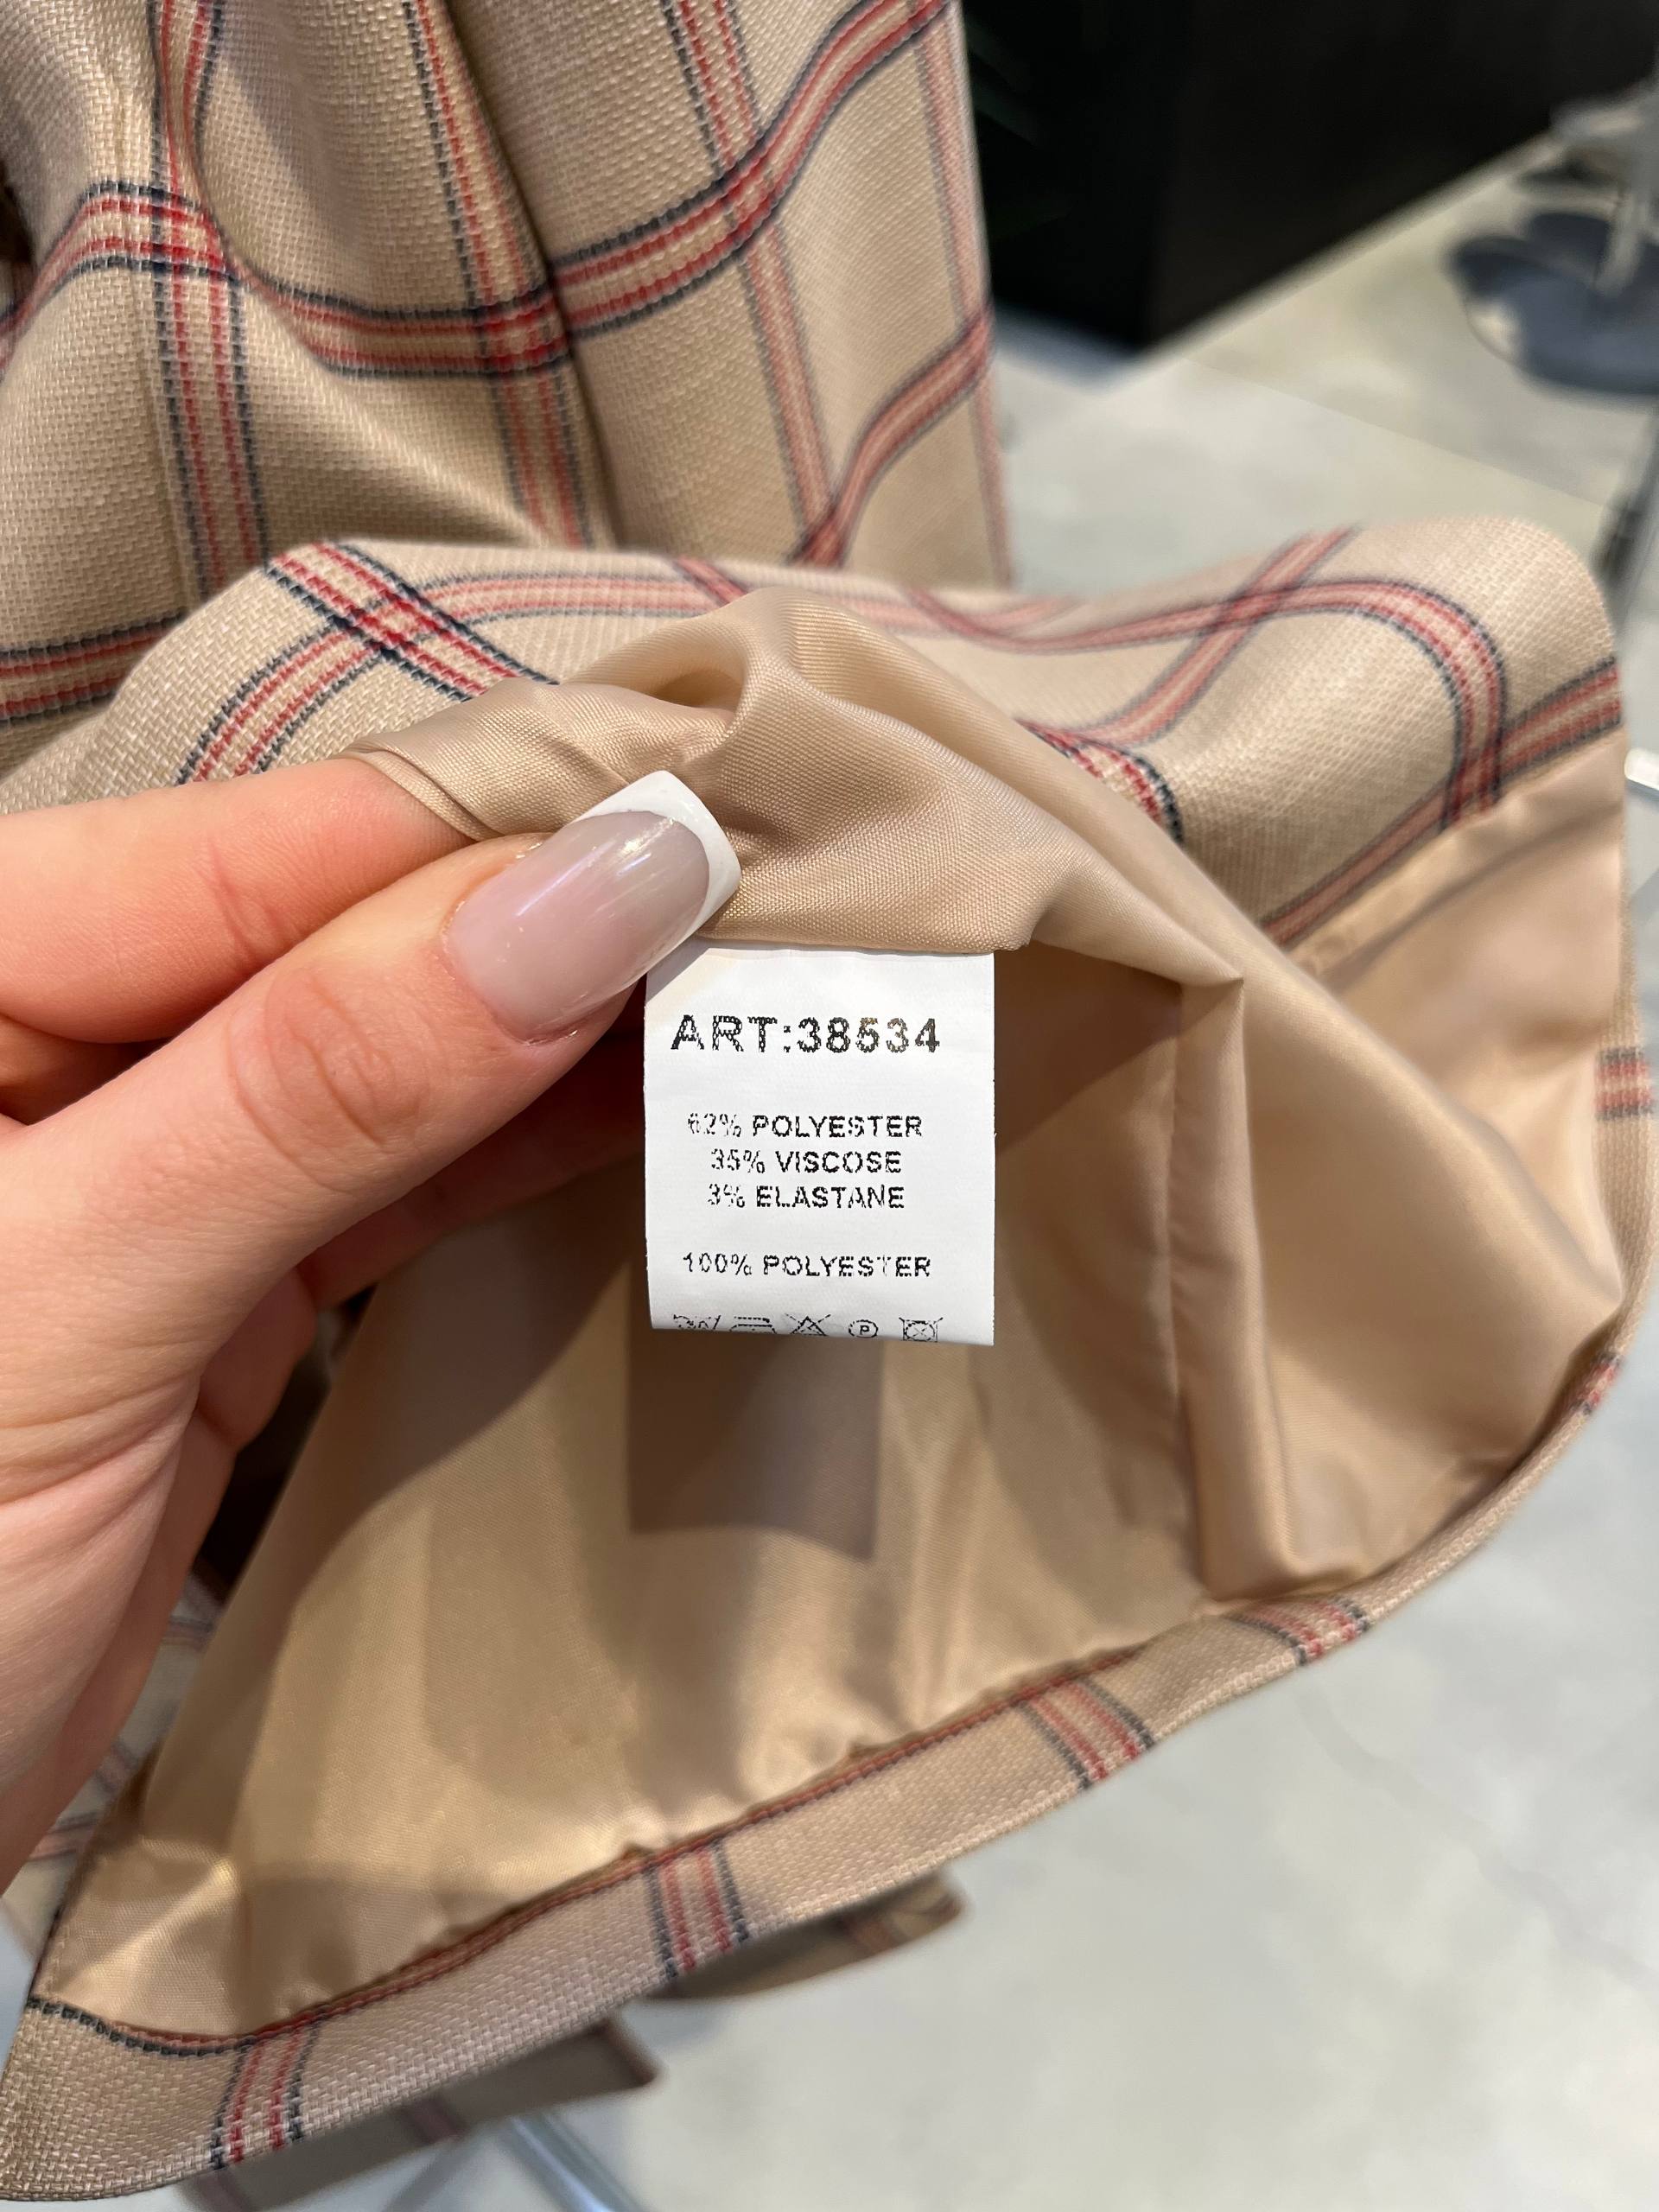 ART:38534
62% POLYESTER
35% VISCOSE
3% ELASTANE
100% POLYESTER
P